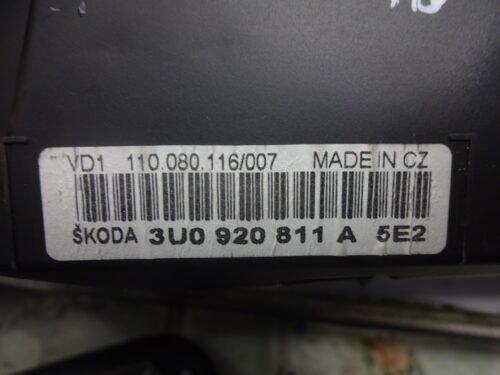 VD1 110.080.116/007 MADE IN CZ
ŠKODA 3U0 920 811 A 5E2